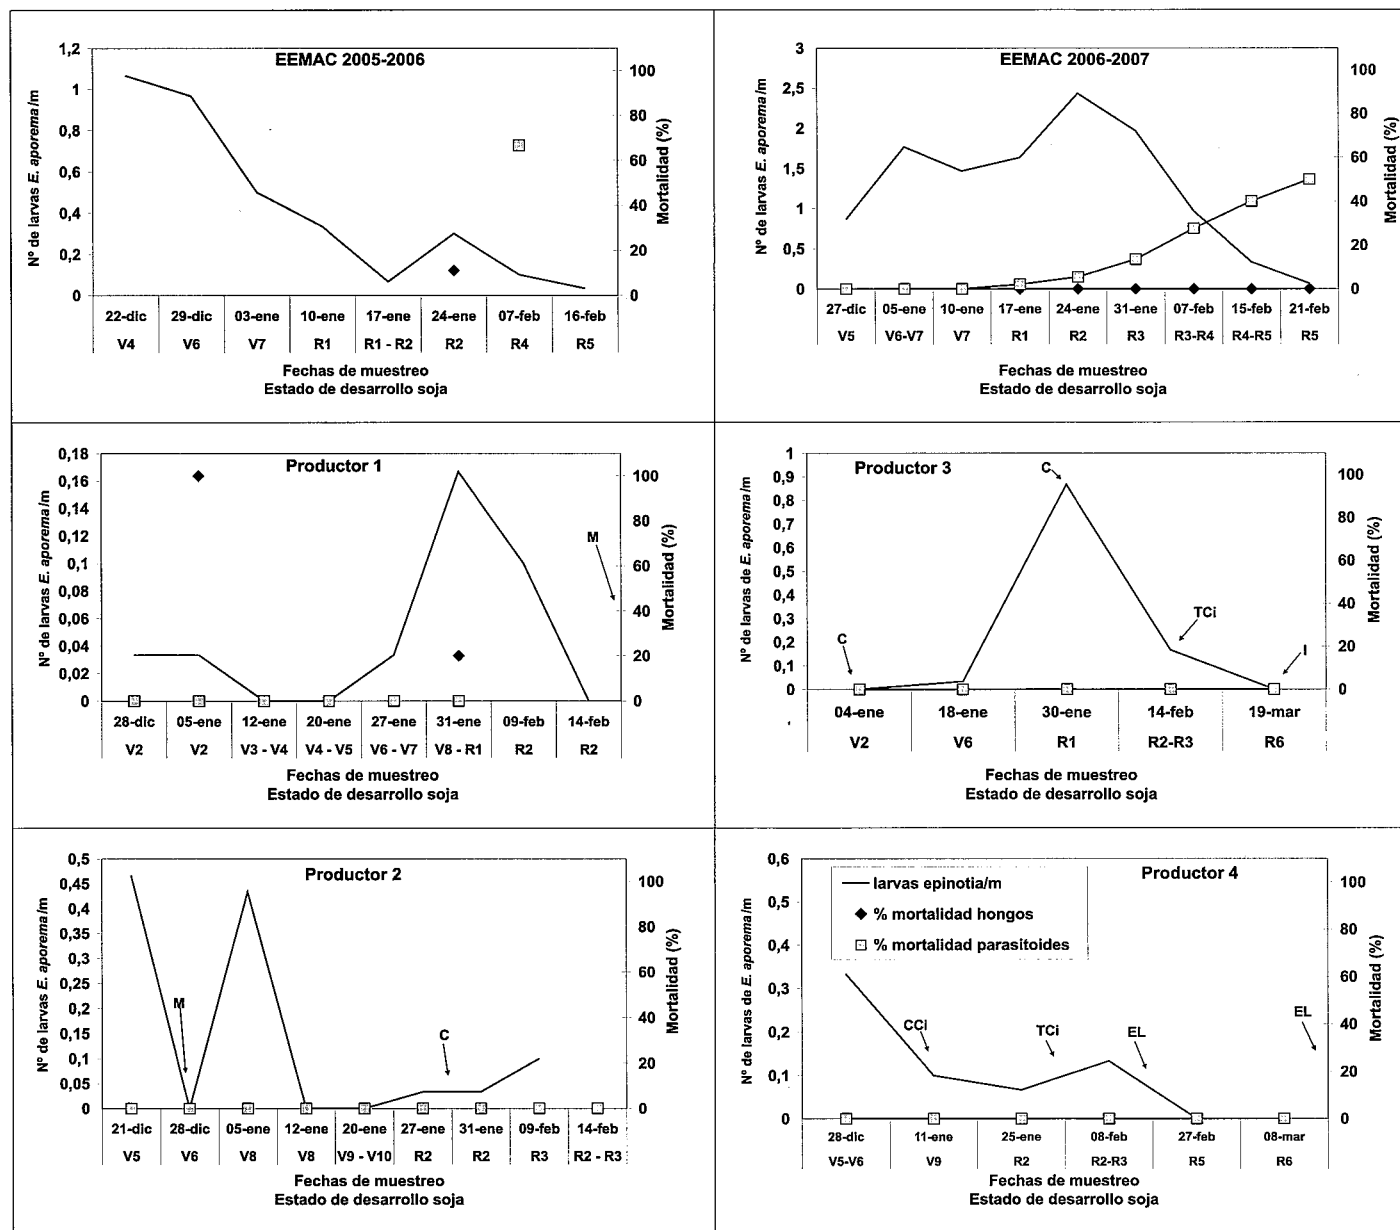 EEMAC 2005-2006
Nº de larvas E. aporema/m
1,2
1
0,8
0,6
0,4
0,2
0
100
80
60
40
20
0
Mortalidad (%)
22-dic 29-dic 03-ene 10-ene 17-ene 24-ene 07-feb 16-feb
V4 V6 V7 R1 R1 - R2 R2 R4 R5
Fechas de muestreo
Estado de desarrollo soja
EEMAC 2006-2007
Nº de larvas E. aporema/m
3
2,5
2
1,5
1
0,5
0
100
80
60
40
20
0
Mortalidad (%)
27-dic 05-ene 10-ene 17-ene 24-ene 31-ene 07-feb 15-feb 21-feb
V5 V6-V7 V7 R1 R2 R3 R3-R4 R4-R5 R5
Fechas de muestreo
Estado de desarrollo soja
Productor 1
Nº de larvas E. aporema/m
0,18
0,16
0,14
0,12
0,1
0,08
0,06
0,04
0,02
0
M
100
80
60
40
20
0
Mortalidad (%)
28-dic 05-ene 12-ene 20-ene 27-ene 31-ene 09-feb 14-feb
V2 V2 V3 - V4 V4 - V5 V6 - V7 V8 - R1 R2 R2
Fechas de muestreo
Estado de desarrollo soja
Productor 3
Nº de larvas de E. aporema/m
1
0,9
0,8
0,7
0,6
0,5
0,4
0,3
0,2
0,1
0
C
C
TCi
I
100
80
60
40
20
0
Mortalidad (%)
04-ene 18-ene 30-ene 14-feb 19-mar
V2 V6 R1 R2-R3 R6
Fechas de muestreo
Estado de desarrollo soja
Productor 2
Nº de larvas E. aporema/m
0,5
0,45
0,4
0,35
0,3
0,25
0,2
0,15
0,1
0,05
0
M
C
100
80
60
40
20
0
Mortalidad (%)
21-dic 28-dic 05-ene 12-ene 20-ene 27-ene 31-ene 09-feb 14-feb
V5 V6 V8 V8 V9 - V10 R2 R2 R3 R2 - R3
Fechas de muestreo
Estado de desarrollo soja
Productor 4
Nº de larvas de E. aporema/m
0,6
0,5
0,4
0,3
0,2
0,1
0
larvas epinotia/m
% mortalidad hongos
% mortalidad parasitoides
CCi
TCi
EL
EL
100
80
60
40
20
0
Mortalidad (%)
28-dic 11-ene 25-ene 08-feb 27-feb 08-mar
V5-V6 V9 R2 R2-R3 R5 R6
Fechas de muestreo
Estado de desarrollo soja